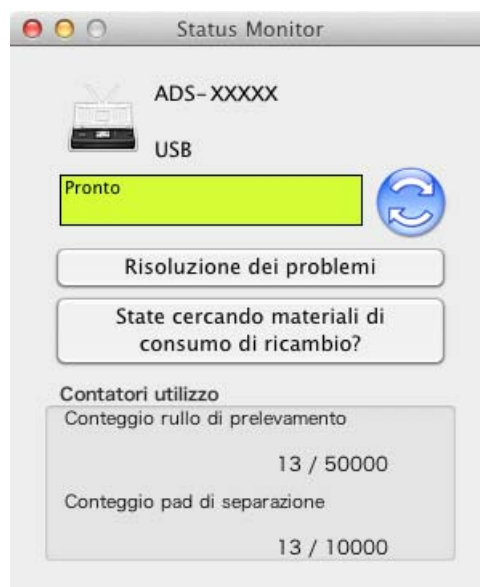 Status Monitor
ADS-XXXXX
USB
Pronto
Risoluzione dei problemi
State cercando materiali di
consumo di ricambio?
Contatori utilizzo
Conteggio rullo di prelevamento
13 / 50000
Conteggio pad di separazione
13 / 10000